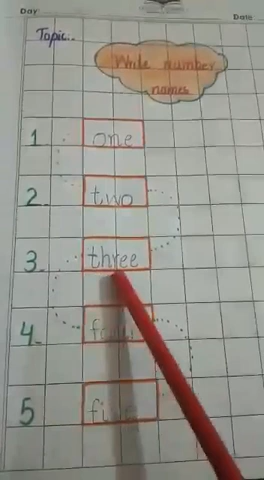 Day: Date:
Topic..
Write number
names
1 one
2. two
3. three
4.
5